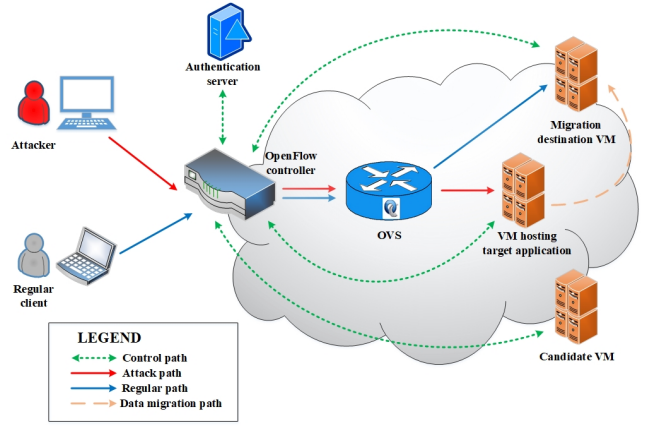 Authentication
server
Attacker
OpenFlow
controller
Migration
destination VM
OVS
VM hosting
target application
Regular
client
Candidate VM
LEGEND
Control path
Attack path
Regular path
Data migration path